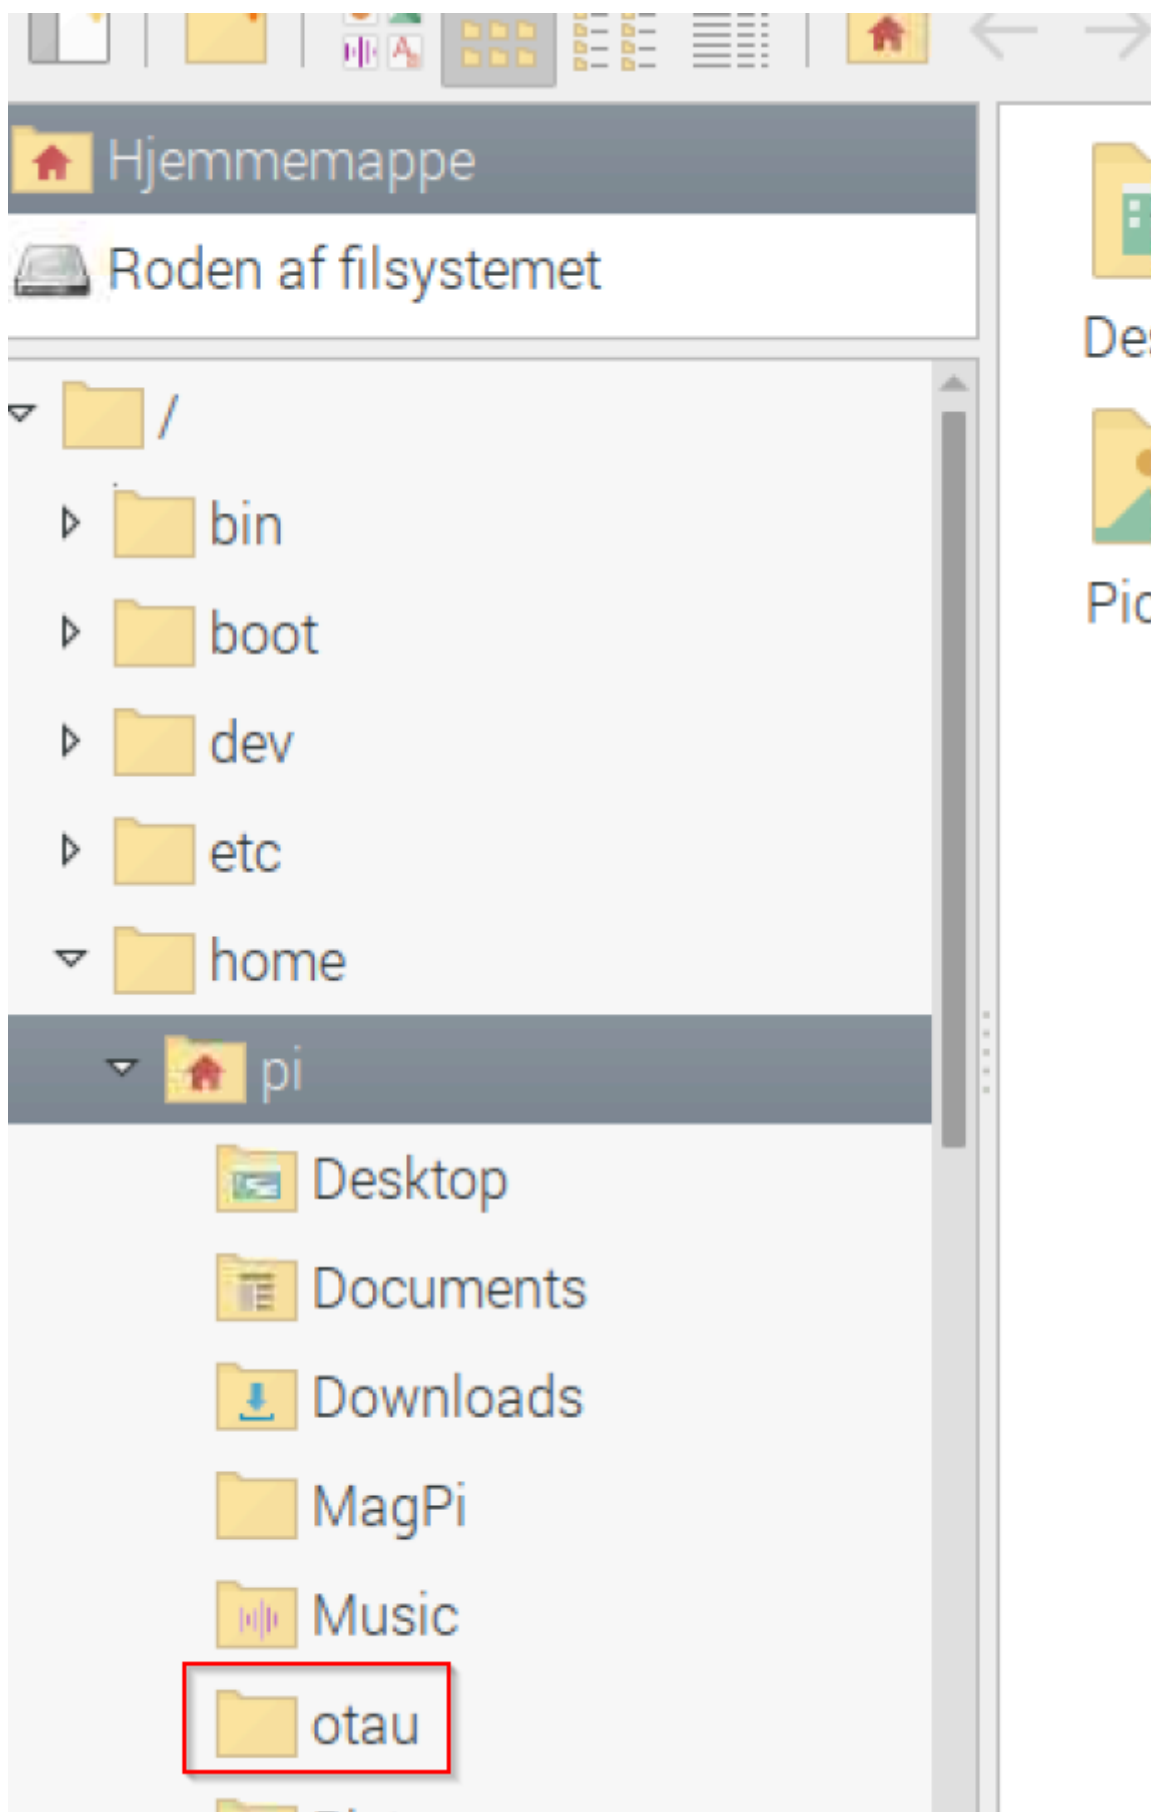 Hjemmemappe
Roden af filsystemet
/
bin
boot
dev
etc
home
pi
Desktop
Documents
Downloads
MagPi
Music
otau